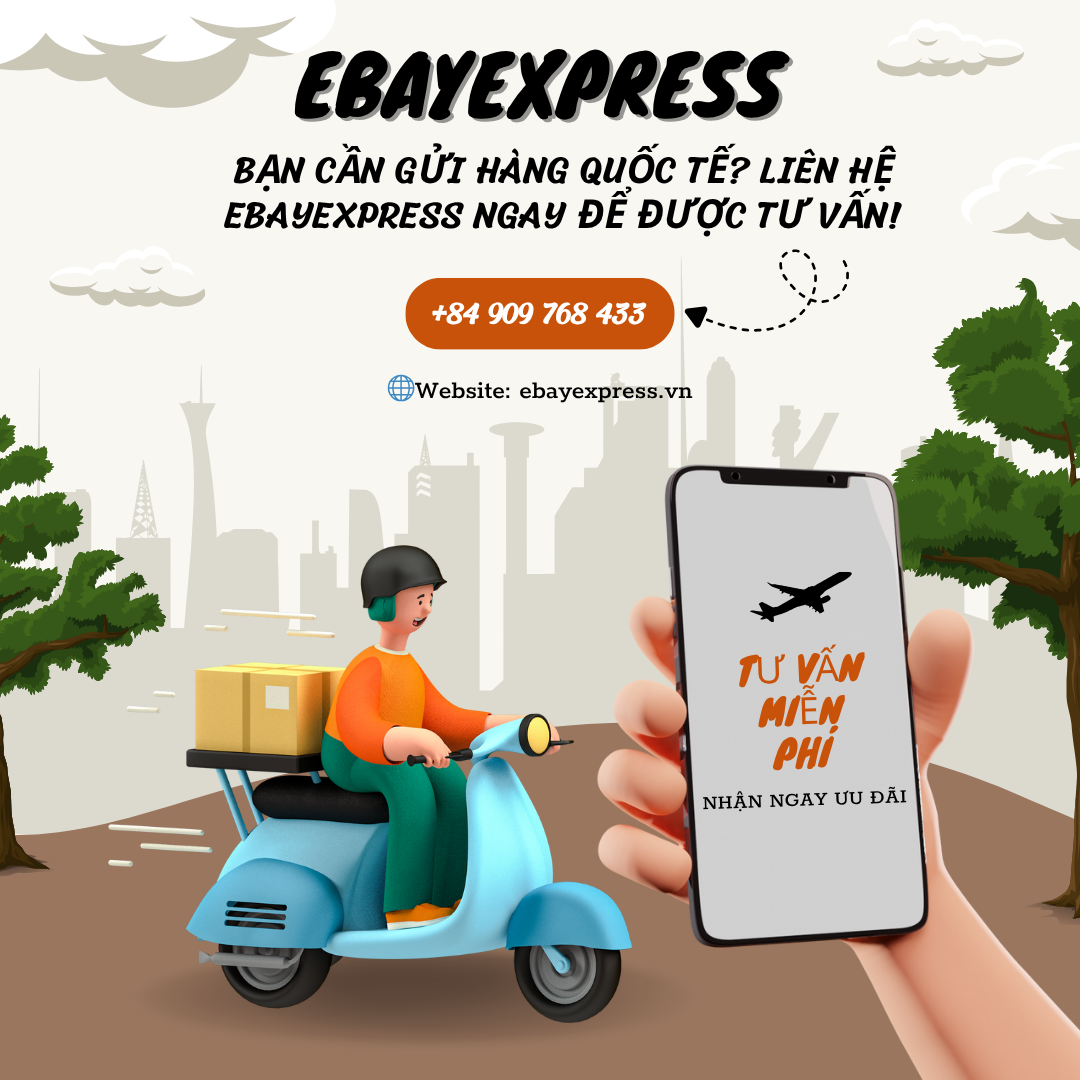 EBAYEXPRESS
BẠN CẦN GỬI HÀNG QUỐC TẾ? LIÊN HỆ
EBAYEXPRESS NGAY ĐỂ ĐƯỢC TƯ VẤN!
+84 909 768 433
Website: ebayexpress.vn
TƯ VẤN
MIỄN
PHÍ
NHẬN NGAY ƯU ĐÃI